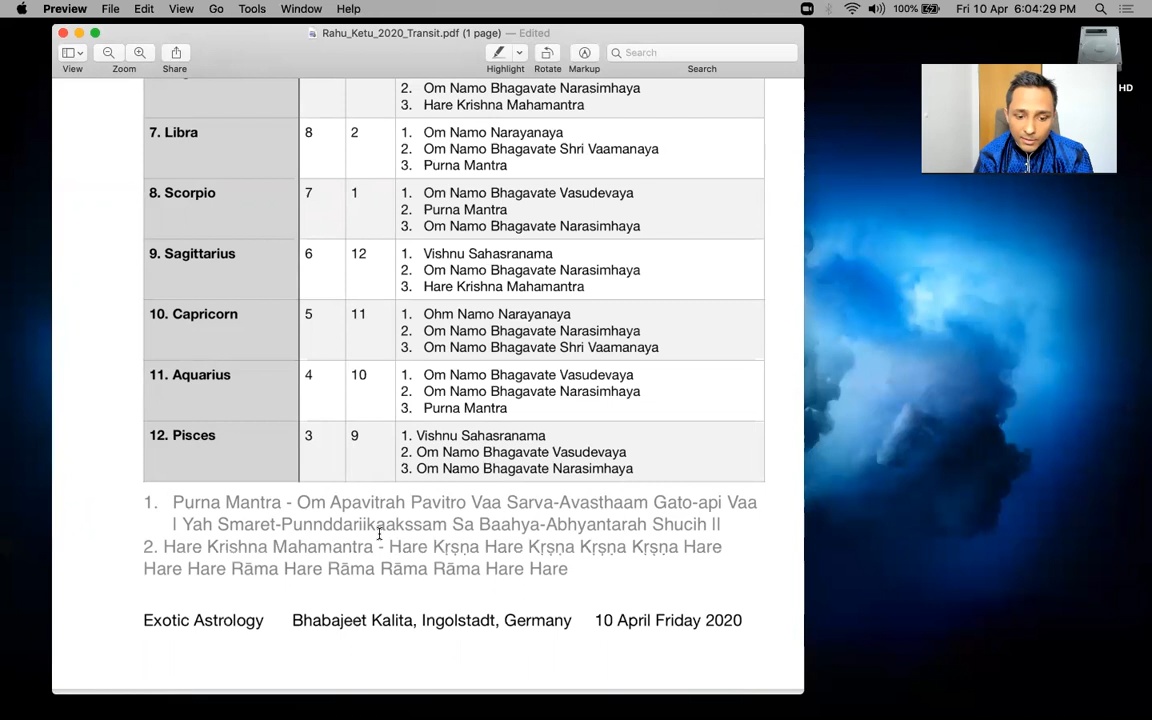 Preview File Edit View Go Tools Window Help 100% Fri 10 Apr 6:04:29 PM
Rahu_Ketu_2020_Transit.pdf (1 page) — Edited
Search
View Zoom Share Highlight Rotate Markup Search
HD
2. Om Namo Bhagavate Narasimhaya
3. Hare Krishna Mahamantra
7. Libra 8 2 1. Om Namo Narayanaya
2. Om Namo Bhagavate Shri Vaamanaya
3. Purna Mantra
8. Scorpio 7 1 1. Om Namo Bhagavate Vasudevaya
2. Purna Mantra
3. Om Namo Bhagavate Narasimhaya
9. Sagittarius 6 12 1. Vishnu Sahasranama
2. Om Namo Bhagavate Narasimhaya
3. Hare Krishna Mahamantra
10. Capricorn 5 11 1. Ohm Namo Narayanaya
2. Om Namo Bhagavate Narasimhaya
3. Om Namo Bhagavate Shri Vaamanaya
11. Aquarius 4 10 1. Om Namo Bhagavate Vasudevaya
2. Om Namo Bhagavate Narasimhaya
3. Purna Mantra
12. Pisces 3 9 1. Vishnu Sahasranama
2. Om Namo Bhagavate Vasudevaya
3. Om Namo Bhagavate Narasimhaya
1. Purna Mantra - Om Apavitrah Pavitro Vaa Sarva-Avasthaam Gato-api Vaa
| Yah Smaret-Punnddariikaakssam Sa Baahya-Abhyantarah Shucih ||
2. Hare Krishna Mahamantra - Hare Kṛṣṇa Hare Kṛṣṇa Kṛṣṇa Kṛṣṇa Hare
Hare Hare Rāma Hare Rāma Rāma Rāma Hare Hare
Exotic Astrology Bhabajeet Kalita, Ingolstadt, Germany 10 April Friday 2020